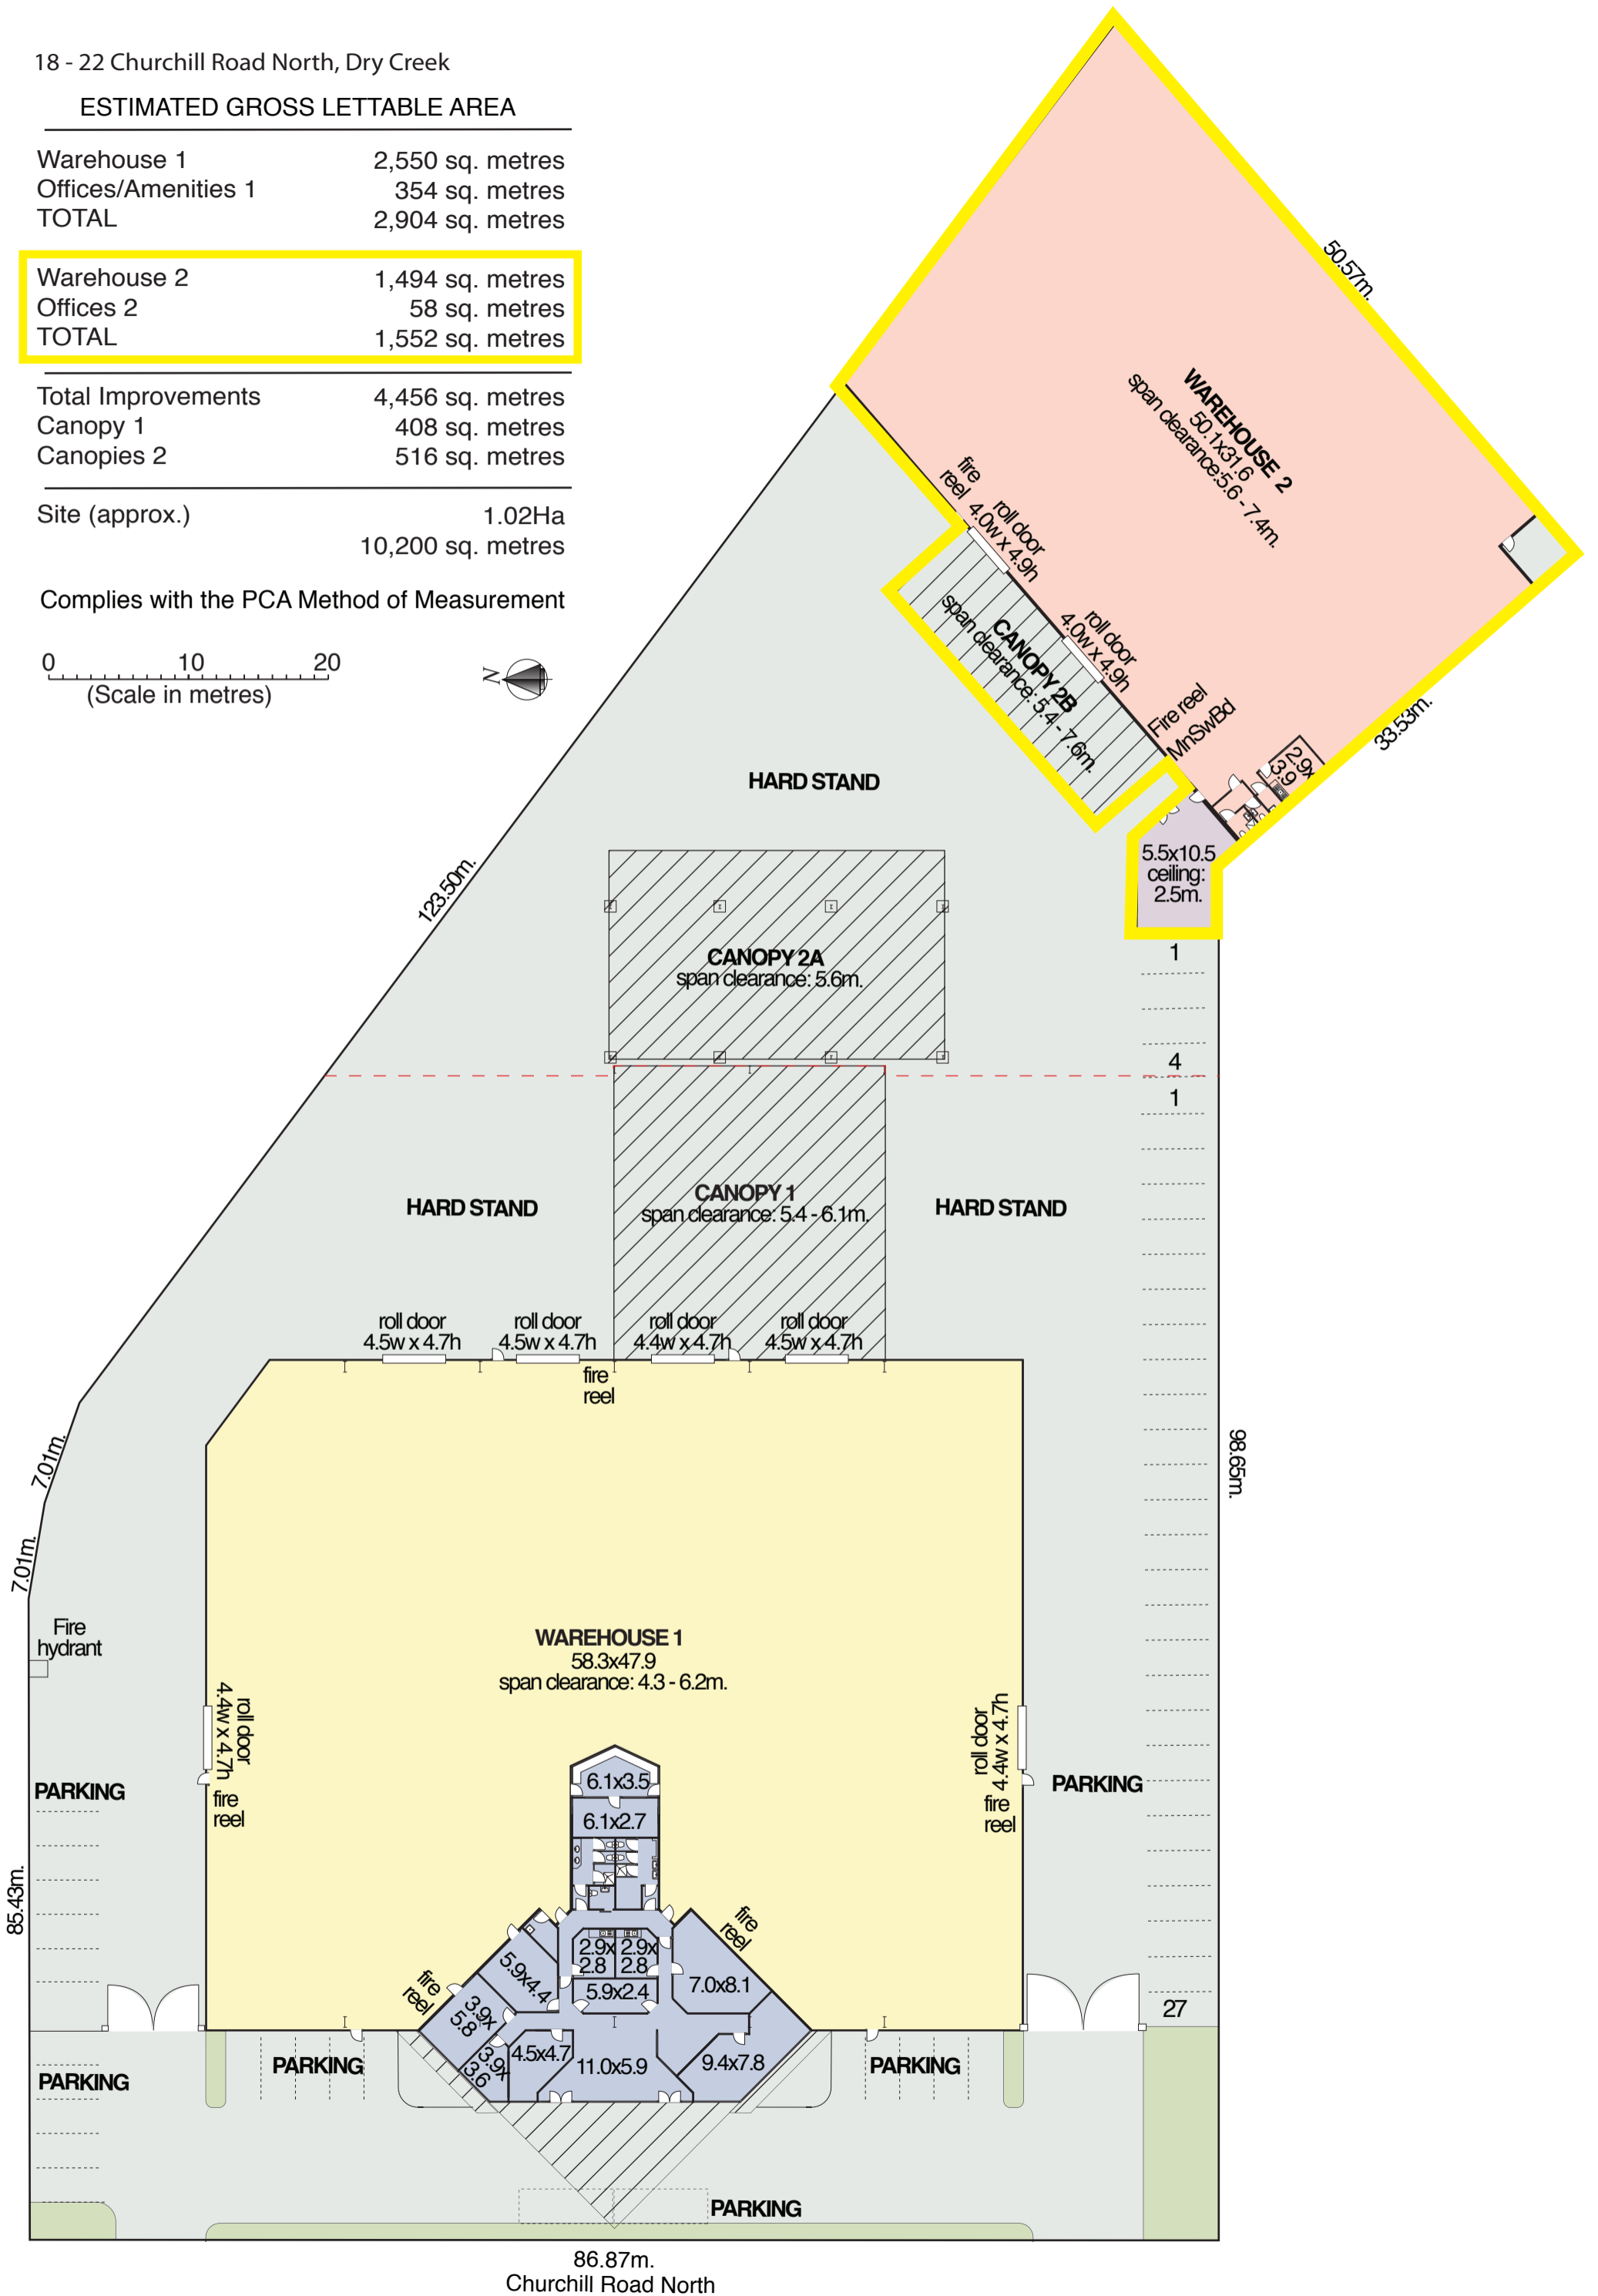 18 - 22 Churchill Road North, Dry Creek
ESTIMATED GROSS LETTABLE AREA
Warehouse 1 2,550 sq. metres
Offices/Amenities 1 354 sq. metres
TOTAL 2,904 sq. metres
Warehouse 2 1,494 sq. metres
Offices 2 58 sq. metres
TOTAL 1,552 sq. metres
Total Improvements 4,456 sq. metres
Canopy 1 408 sq. metres
Canopies 2 516 sq. metres
Site (approx.) 1.02Ha
10,200 sq. metres
Complies with the PCA Method of Measurement
0 10 20
(Scale in metres)
N
50.57m.
WAREHOUSE 2
50.1x31.6
span clearance:5.6 - 7.4m.
fire
reel
roll door
4.0w x 4.9h
roll door
4.0w x 4.9h
CANOPY 2B
span clearance: 5.4 - 7.6m.
Fire reel
MnSwBd
2.9x
3.9
33.53m.
HARD STAND
5.5x10.5
ceiling:
2.5m.
123.50m.
CANOPY 2A
span clearance: 5.6m.
1
4
1
CANOPY 1
span clearance: 5.4 - 6.1m.
HARD STAND
HARD STAND
roll door
4.5w x 4.7h
roll door
4.5w x 4.7h
roll door
4.4w x 4.7h
roll door
4.5w x 4.7h
fire
reel
7.01m.
98.65m.
7.01m.
Fire
hydrant
WAREHOUSE 1
58.3x47.9
span clearance: 4.3 - 6.2m.
roll door
4.4w x 4.7h
fire
reel
roll door
4.4w x 4.7h
fire
reel
PARKING
PARKING
6.1x3.5
6.1x2.7
85.43m.
fire
reel
fire
reel
5.9x4.4
2.9x
2.8
2.9x
2.8
5.9x2.4
7.0x8.1
3.9x
5.8
3.9x
3.6
4.5x4.7
11.0x5.9
9.4x7.8
27
PARKING
PARKING
PARKING
PARKING
86.87m.
Churchill Road North